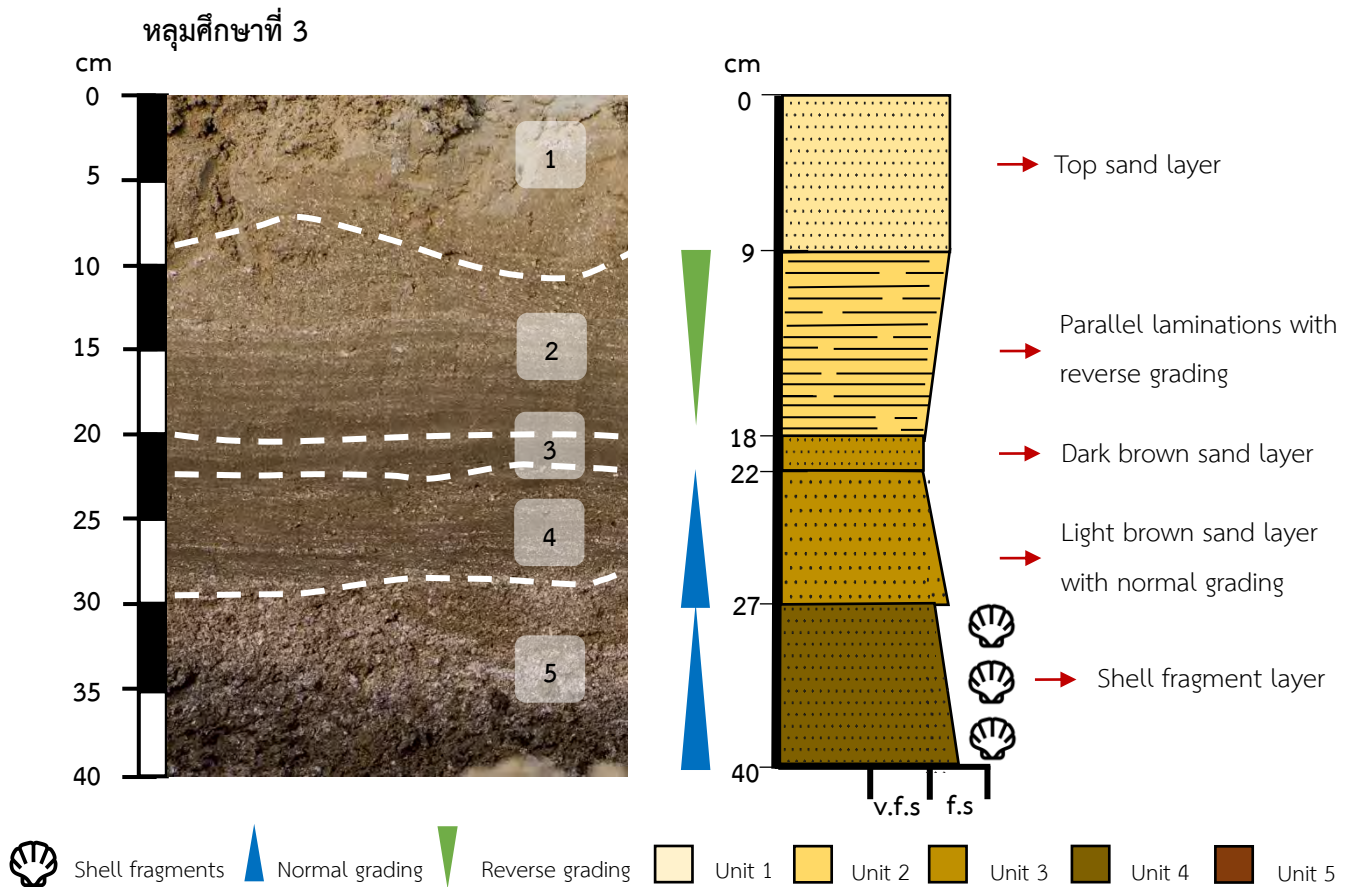 หลุมศึกษาที่ 3
cm
0
5
10
15
20
25
30
35
40
1
2
3
4
5
cm
0
9
18
22
27
40
v.f.s
f.s
Top sand layer
Parallel laminations with
reverse grading
Dark brown sand layer
Light brown sand layer
with normal grading
Shell fragment layer
Shell fragments
Normal grading
Reverse grading
Unit 1
Unit 2
Unit 3
Unit 4
Unit 5